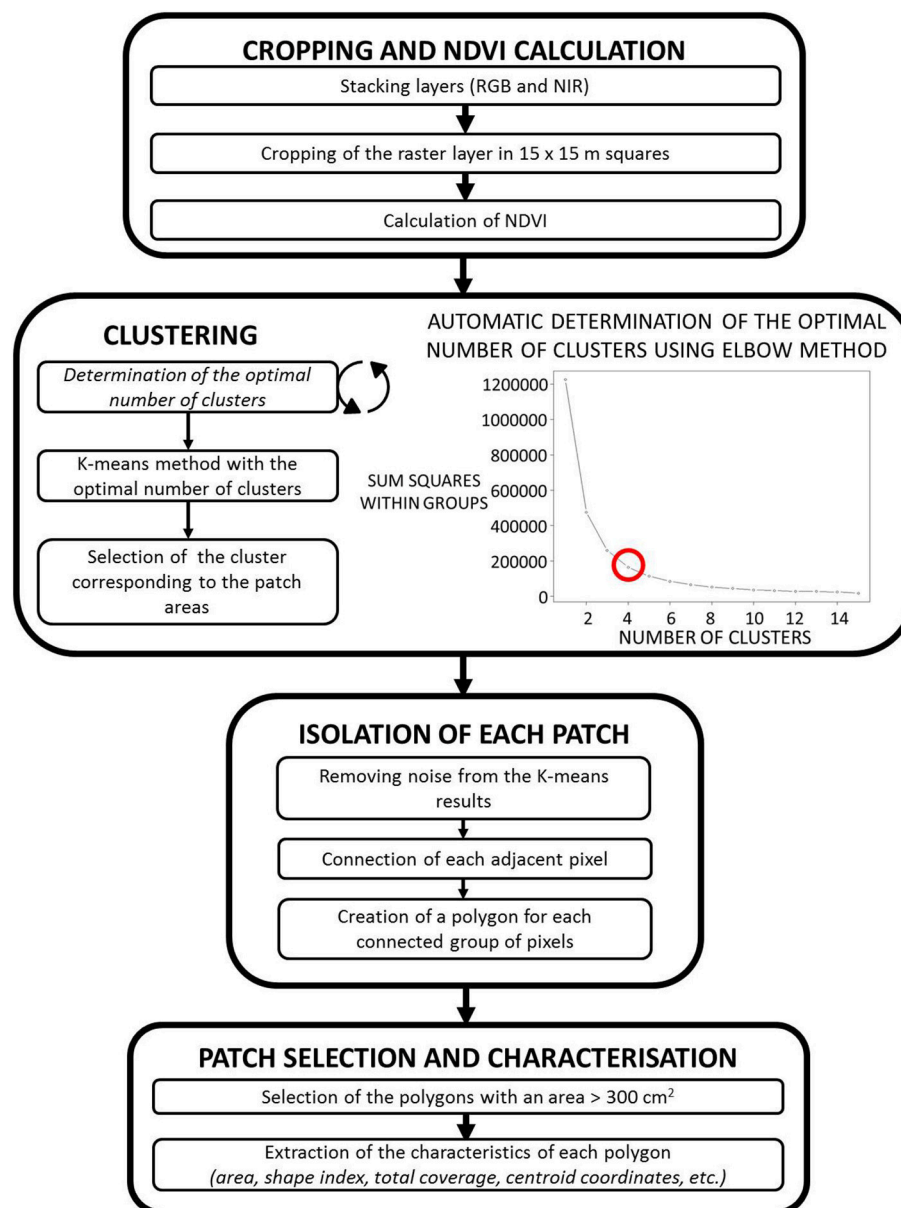 CROPPING AND NDVI CALCULATION
Stacking layers (RGB and NIR)
Cropping of the raster layer in 15 x 15 m squares
Calculation of NDVI
CLUSTERING
Determination of the optimal
number of clusters
K-means method with the
optimal number of clusters
Selection of the cluster
corresponding to the patch
areas
AUTOMATIC DETERMINATION OF THE OPTIMAL
NUMBER OF CLUSTERS USING ELBOW METHOD
SUM SQUARES
WITHIN GROUPS
1200000
1000000
800000
600000
400000
200000
0
2 4 6 8 10 12 14
NUMBER OF CLUSTERS
ISOLATION OF EACH PATCH
Removing noise from the K-means
results
Connection of each adjacent pixel
Creation of a polygon for each
connected group of pixels
PATCH SELECTION AND CHARACTERISATION
Selection of the polygons with an area > 300 cm²
Extraction of the characteristics of each polygon
(area, shape index, total coverage, centroid coordinates, etc.)